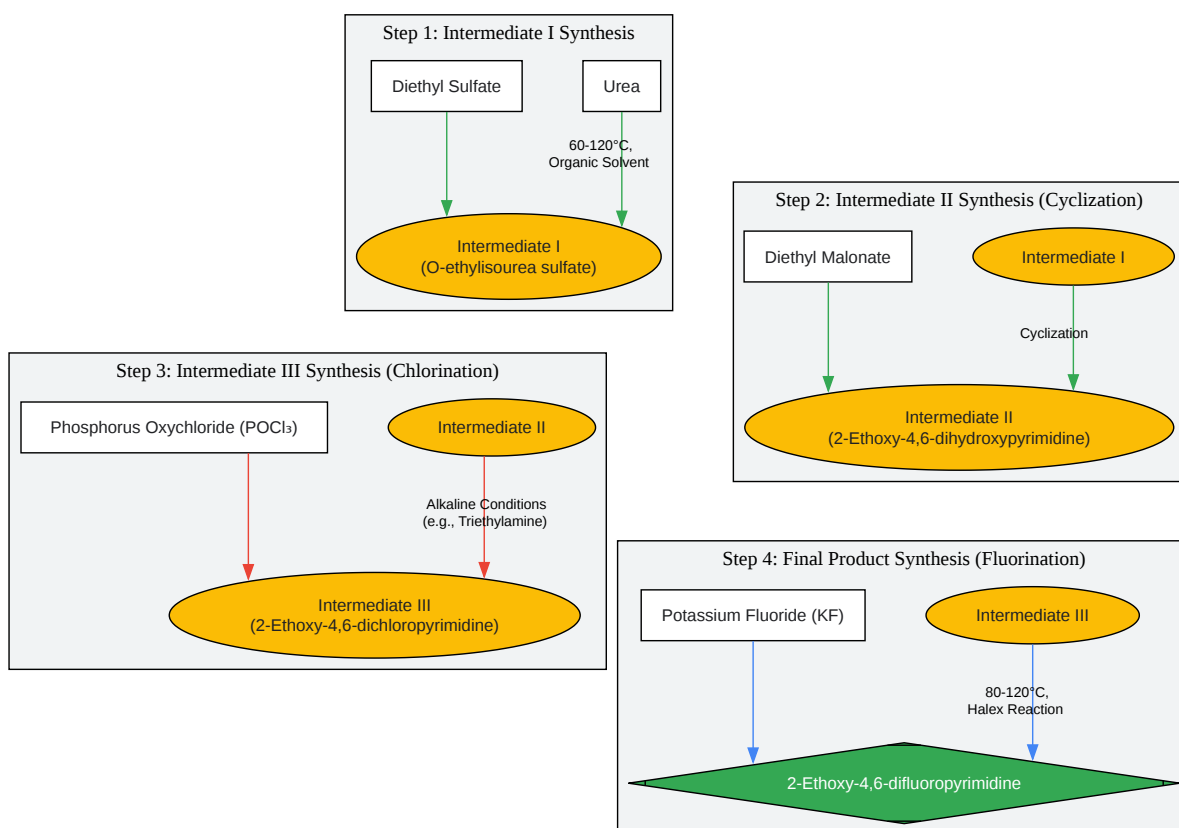 Step 1: Intermediate I Synthesis
Diethyl Sulfate
Urea
60-120°C,
Organic Solvent
Intermediate I
(O-ethylisourea sulfate)
Step 2: Intermediate II Synthesis (Cyclization)
Diethyl Malonate
Intermediate I
Cyclization
Intermediate II
(2-Ethoxy-4,6-dihydroxypyrimidine)
Step 3: Intermediate III Synthesis (Chlorination)
Phosphorus Oxychloride (POCl₃)
Intermediate II
Alkaline Conditions
(e.g., Triethylamine)
Intermediate III
(2-Ethoxy-4,6-dichloropyrimidine)
Step 4: Final Product Synthesis (Fluorination)
Potassium Fluoride (KF)
Intermediate III
80-120°C,
Halex Reaction
2-Ethoxy-4,6-difluoropyrimidine